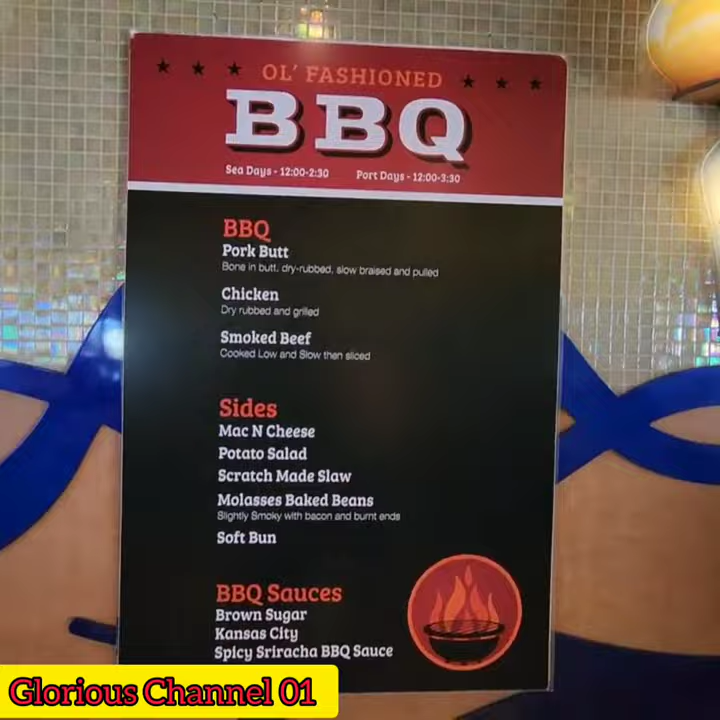 OL' FASHIONED
BBQ
Sea Days - 12:00-2:30 Port Days - 12:00-3:30
BBQ
Pork Butt
Bone in butt, dry-rubbed, slow braised and pulled
Chicken
Dry rubbed and grilled
Smoked Beef
Cooked Low and Slow then sliced
Sides
Mac N Cheese
Potato Salad
Scratch Made Slaw
Molasses Baked Beans
Slightly Smoky with bacon and burnt ends
Soft Bun
BBQ Sauces
Brown Sugar
Kansas City
Spicy Sriracha BBQ Sauce
Glorious Channel 01